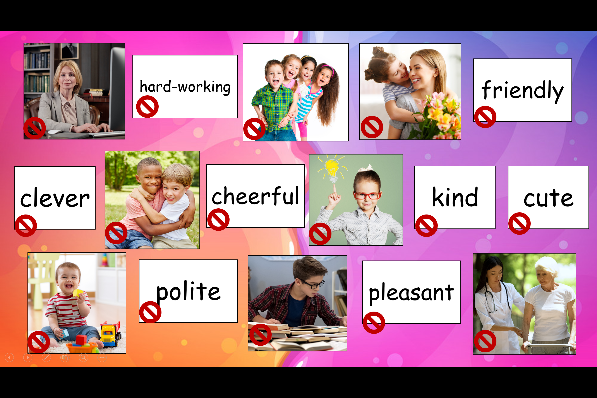 hard-working
friendly
clever
cheerful
kind
cute
polite
pleasant